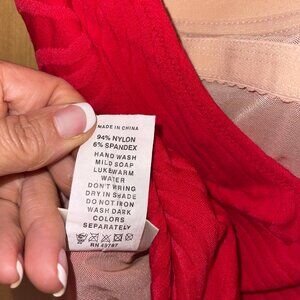 MADE IN CHINA
94% NYLON
6% SPANDEX
HAND WASH
MILD SOAP
LUKEWARM
WATER
DON'T WRING
DRY IN SHADE
DO NOT IRON
WASH DARK
COLORS
SEPARATELY
RN 49787